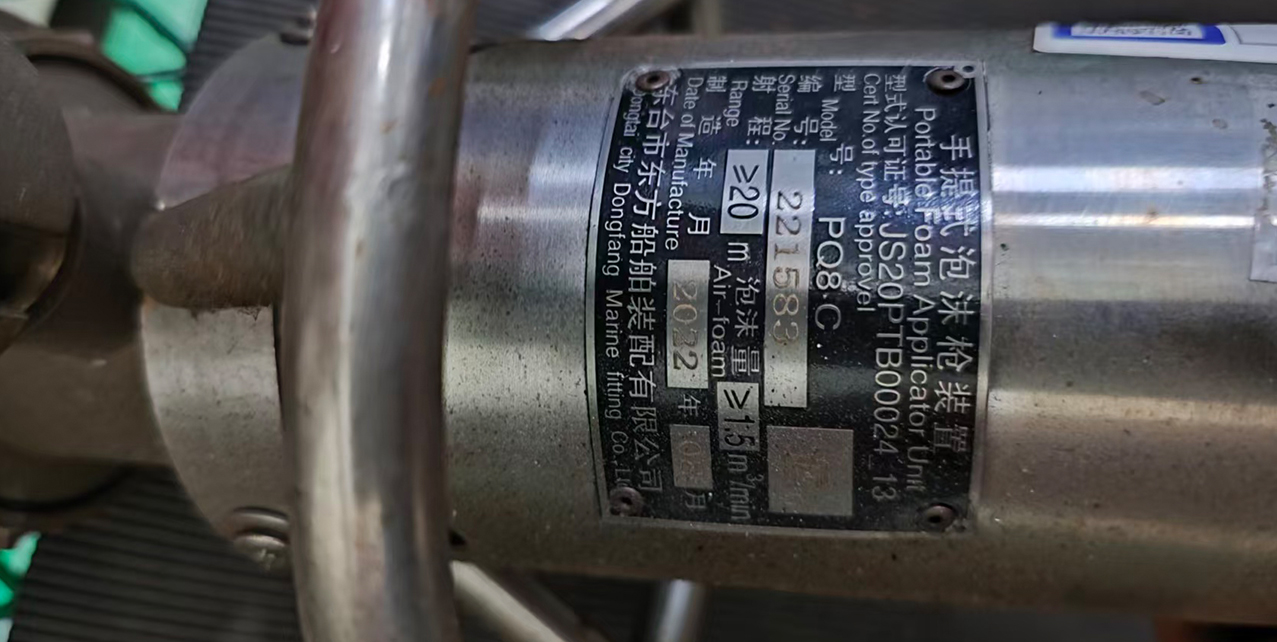 手提式泡沫枪装置
Portable Foam Applicator Unit
型式认可证号:JS20PTB00024_13
Cert No.of type approvel
型号: PQ8·C
Model
编号: 221583
Serial No.
射程: ≥20 m 泡沫量 ≥1.5 m³/min
Range Air-foam
制造年月 2022 年 月
Date of Manufacture
东台市东方船舶装配有限公司
Dongtai city Dongfang Marine fitting Co.,Lt